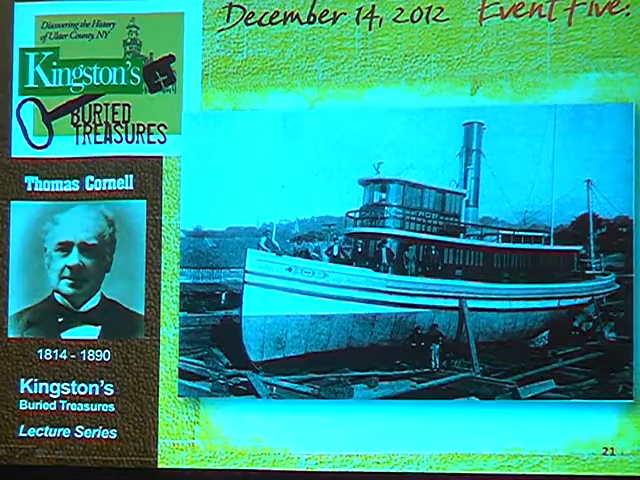 December 14, 2012 Event Five:
Discovering the History
of Ulster County, NY
Kingston's
BURIED
TREASURES
Thomas Cornell
1814 - 1890
Kingston's
Buried Treasures
Lecture Series
21